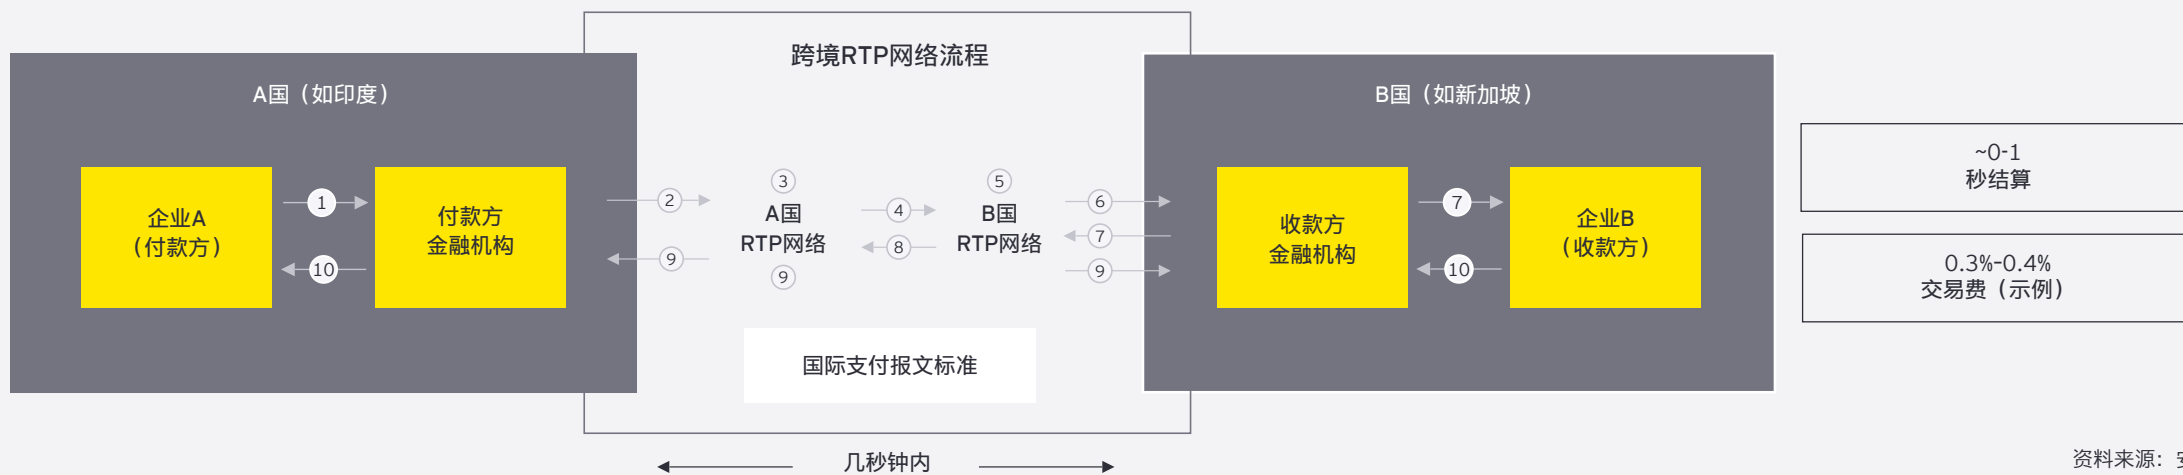 跨境RTP网络流程
A国（如印度）
企业A
（付款方）
1
10
付款方
金融机构
2
9
3
A国
RTP网络
9
4
8
5
B国
RTP网络
6
7
9
国际支付报文标准
几秒钟内
B国（如新加坡）
收款方
金融机构
7
10
企业B
（收款方）
~0-1
秒结算
0.3%-0.4%
交易费（示例）
资料来源：